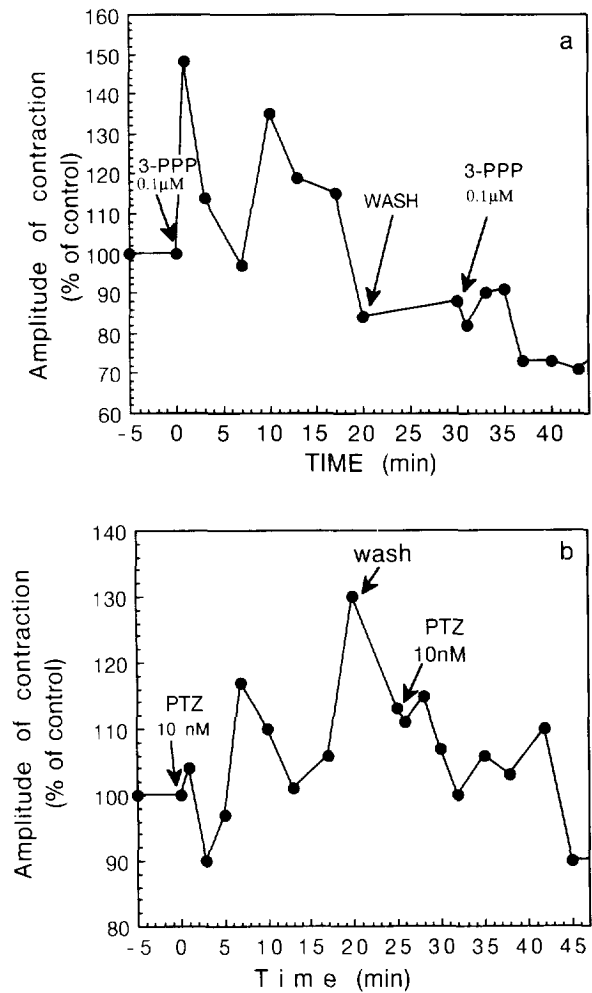 160
a
150
140
130
3-PPP
0.1μM
120
WASH
3-PPP
0.1μM
110
100
90
80
70
60
Amplitude of contraction
(% of control)
-5 0 5 10 15 20 25 30 35 40
TIME (min)
140
b
wash
130
PTZ
10nM
120
PTZ
10 nM
110
100
90
80
Amplitude of contraction
(% of control)
-5 0 5 10 15 20 25 30 35 40 45
Time (min)